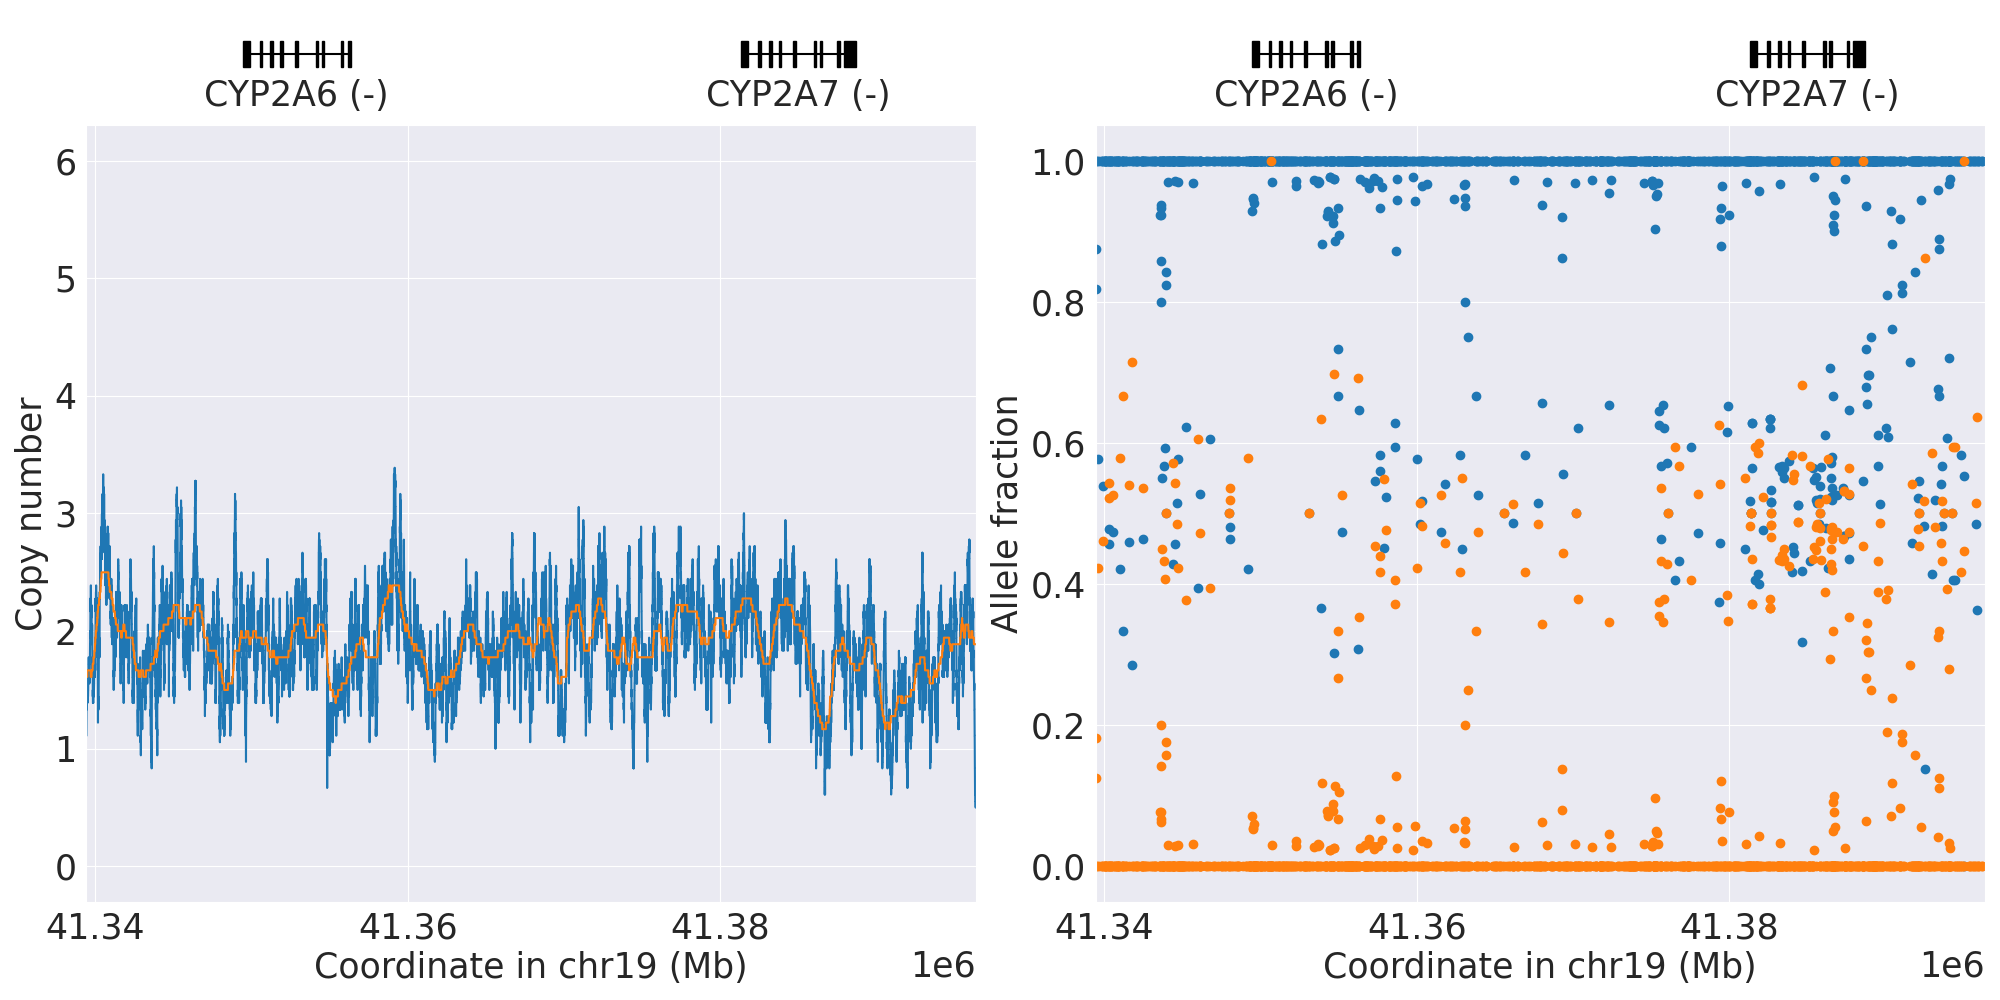 CYP2A6 (-) CYP2A7 (-)
CYP2A6 (-) CYP2A7 (-)
Copy number
6
5
4
3
2
1
0
41.34 41.36 41.38
Coordinate in chr19 (Mb) 1e6
Allele fraction
1.0
0.8
0.6
0.4
0.2
0.0
41.34 41.36 41.38
Coordinate in chr19 (Mb) 1e6